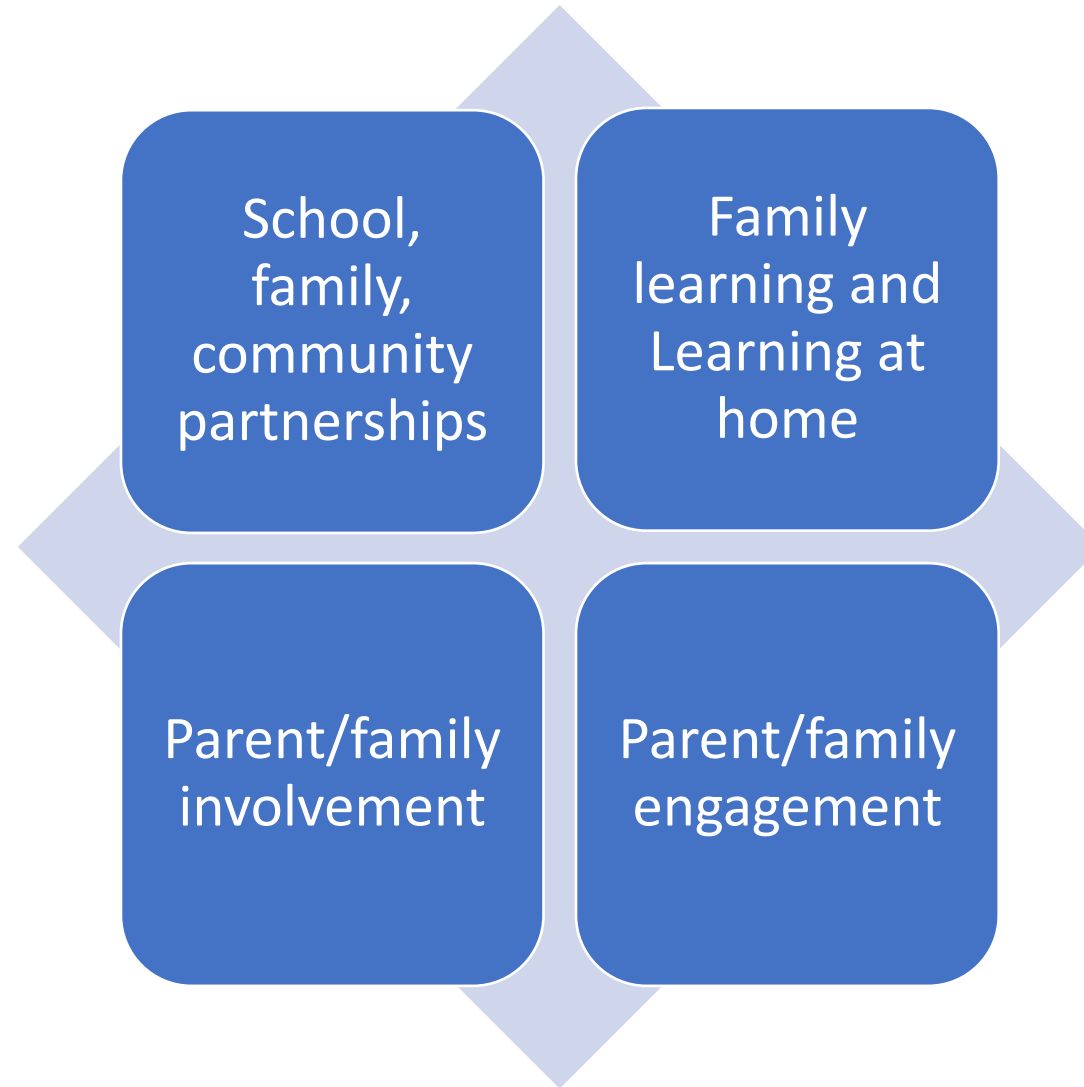 School,
family,
community
partnerships
Family
learning and
Learning at
home
Parent/family
involvement
Parent/family
engagement